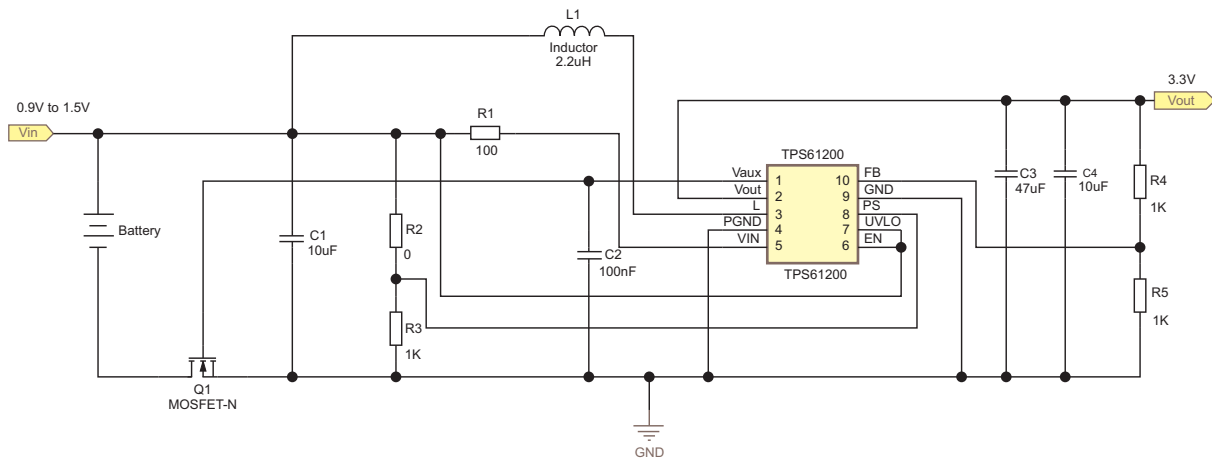 L1
Inductor
2.2uH
0.9V to 1.5V
Vin
R1
100
3.3V
Vout
TPS61200
Vaux 1 10 FB
Vout 2 9 GND
L 3 8 PS
PGND 4 7 UVLO
VIN 5 6 EN
TPS61200
C3
47uF
C4
10uF
R4
1K
Battery
C1
10uF
R2
0
C2
100nF
R5
1K
R3
1K
Q1
MOSFET-N
GND